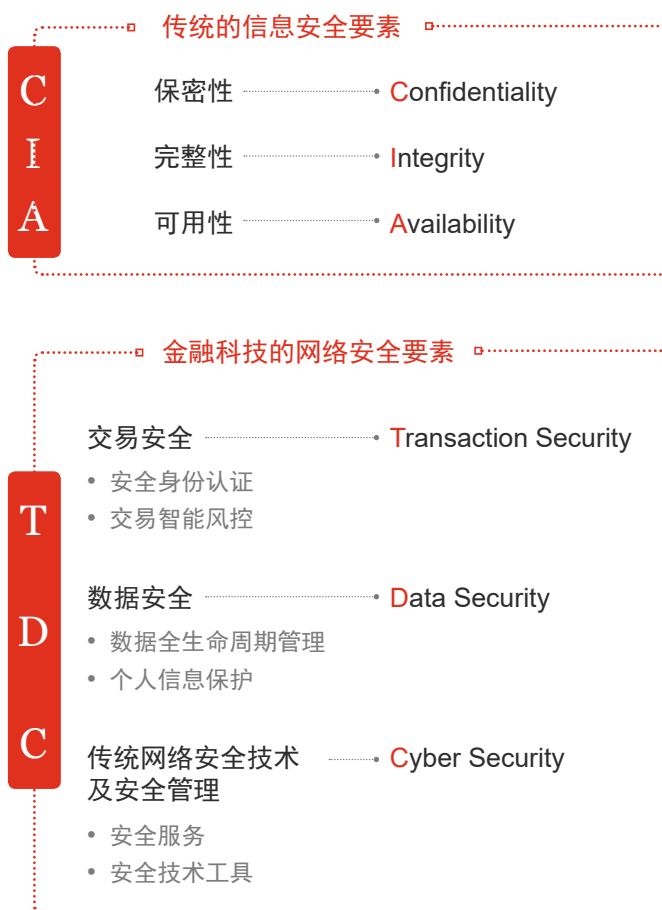 传统的信息安全要素
C
I
A
保密性 Confidentiality
完整性 Integrity
可用性 Availability
金融科技的网络安全要素
T
D
C
交易安全 Transaction Security
• 安全身份认证
• 交易智能风控
数据安全 Data Security
• 数据全生命周期管理
• 个人信息保护
传统网络安全技术 Cyber Security
及安全管理
• 安全服务
• 安全技术工具